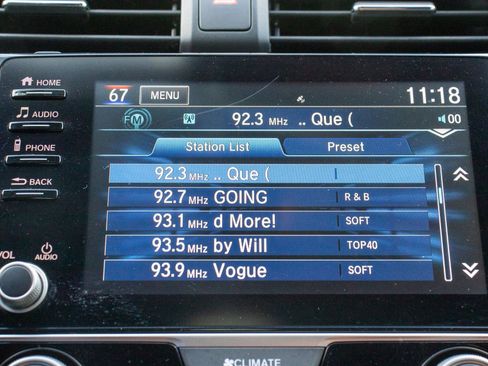 HOME
AUDIO
PHONE
BACK
VOL
AUDIO
67 MENU 11:18
FM 92.3 MHz .. Que ( 00
Station List Preset
92.3 MHz .. Que (
92.7 MHz GOING R & B
93.1 MHz d More! SOFT
93.5 MHz by Will TOP40
93.9 MHz Vogue SOFT
CLIMATE